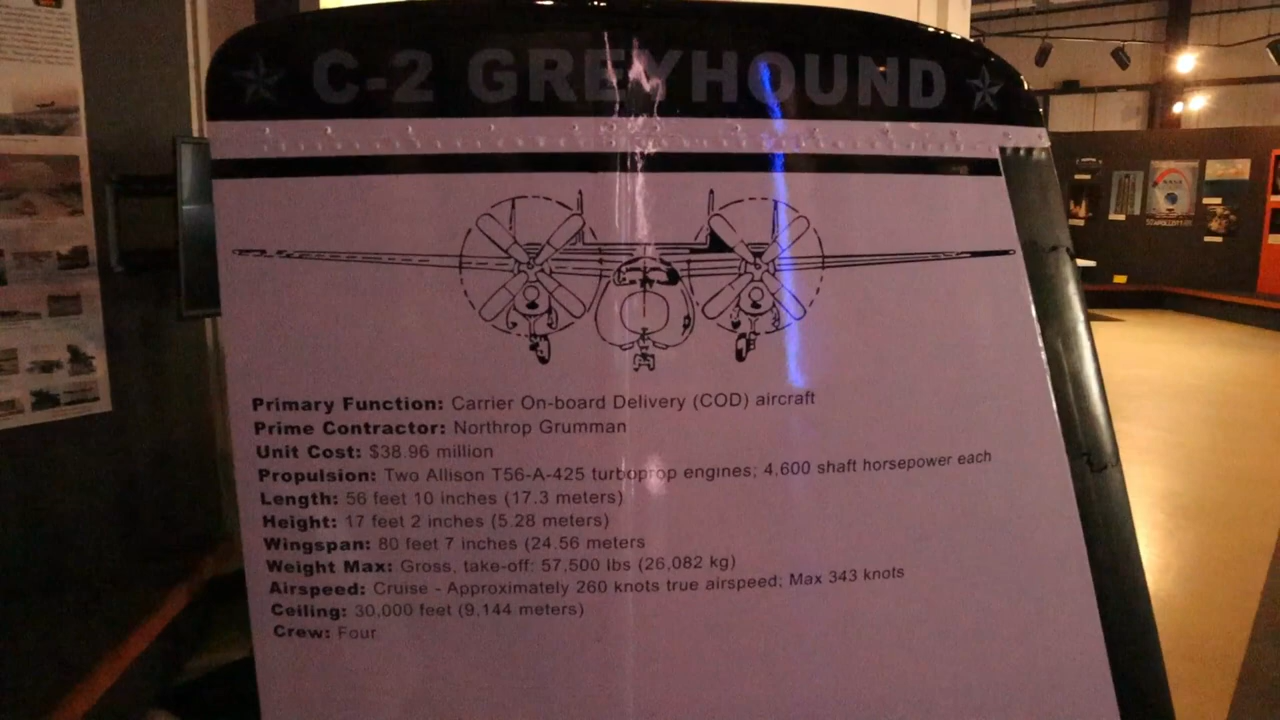 C-2 GREYHOUND
Primary Function: Carrier On-board Delivery (COD) aircraft
Prime Contractor: Northrop Grumman
Unit Cost: $38.96 million
Propulsion: Two Allison T56-A-425 turboprop engines; 4,600 shaft horsepower each
Length: 56 feet 10 inches (17.3 meters)
Height: 17 feet 2 inches (5.28 meters)
Wingspan: 80 feet 7 inches (24.56 meters
Weight Max: Gross, take-off: 57,500 lbs (26,082 kg)
Airspeed: Cruise - Approximately 260 knots true airspeed; Max 343 knots
Ceiling: 30,000 feet (9,144 meters)
Crew: Four